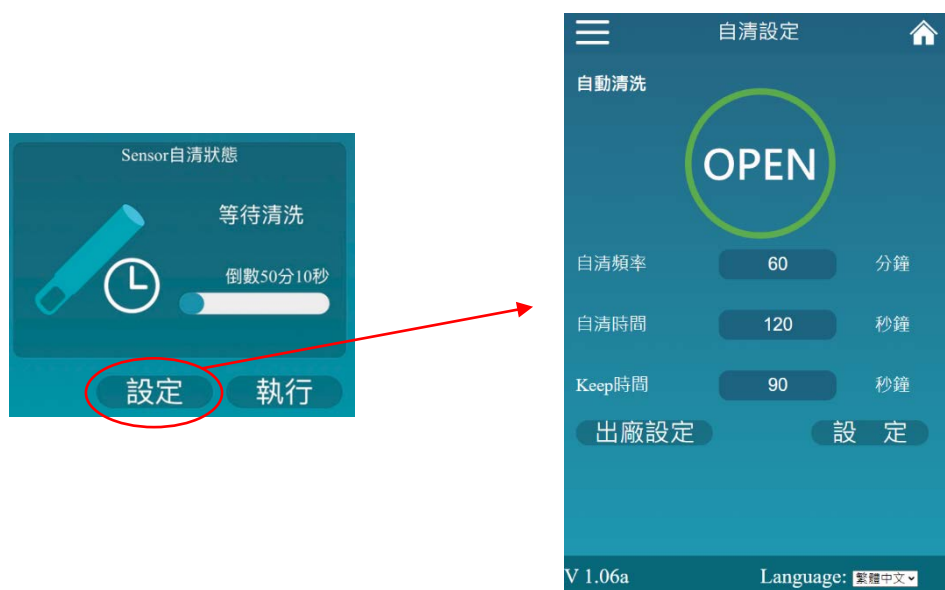 Sensor自清狀態
等待清洗
倒數50分10秒
設定 執行
自清設定
自動清洗
OPEN
自清頻率 60 分鐘
自清時間 120 秒鐘
Keep時間 90 秒鐘
出廠設定 設 定
V 1.06a Language: 繁體中文